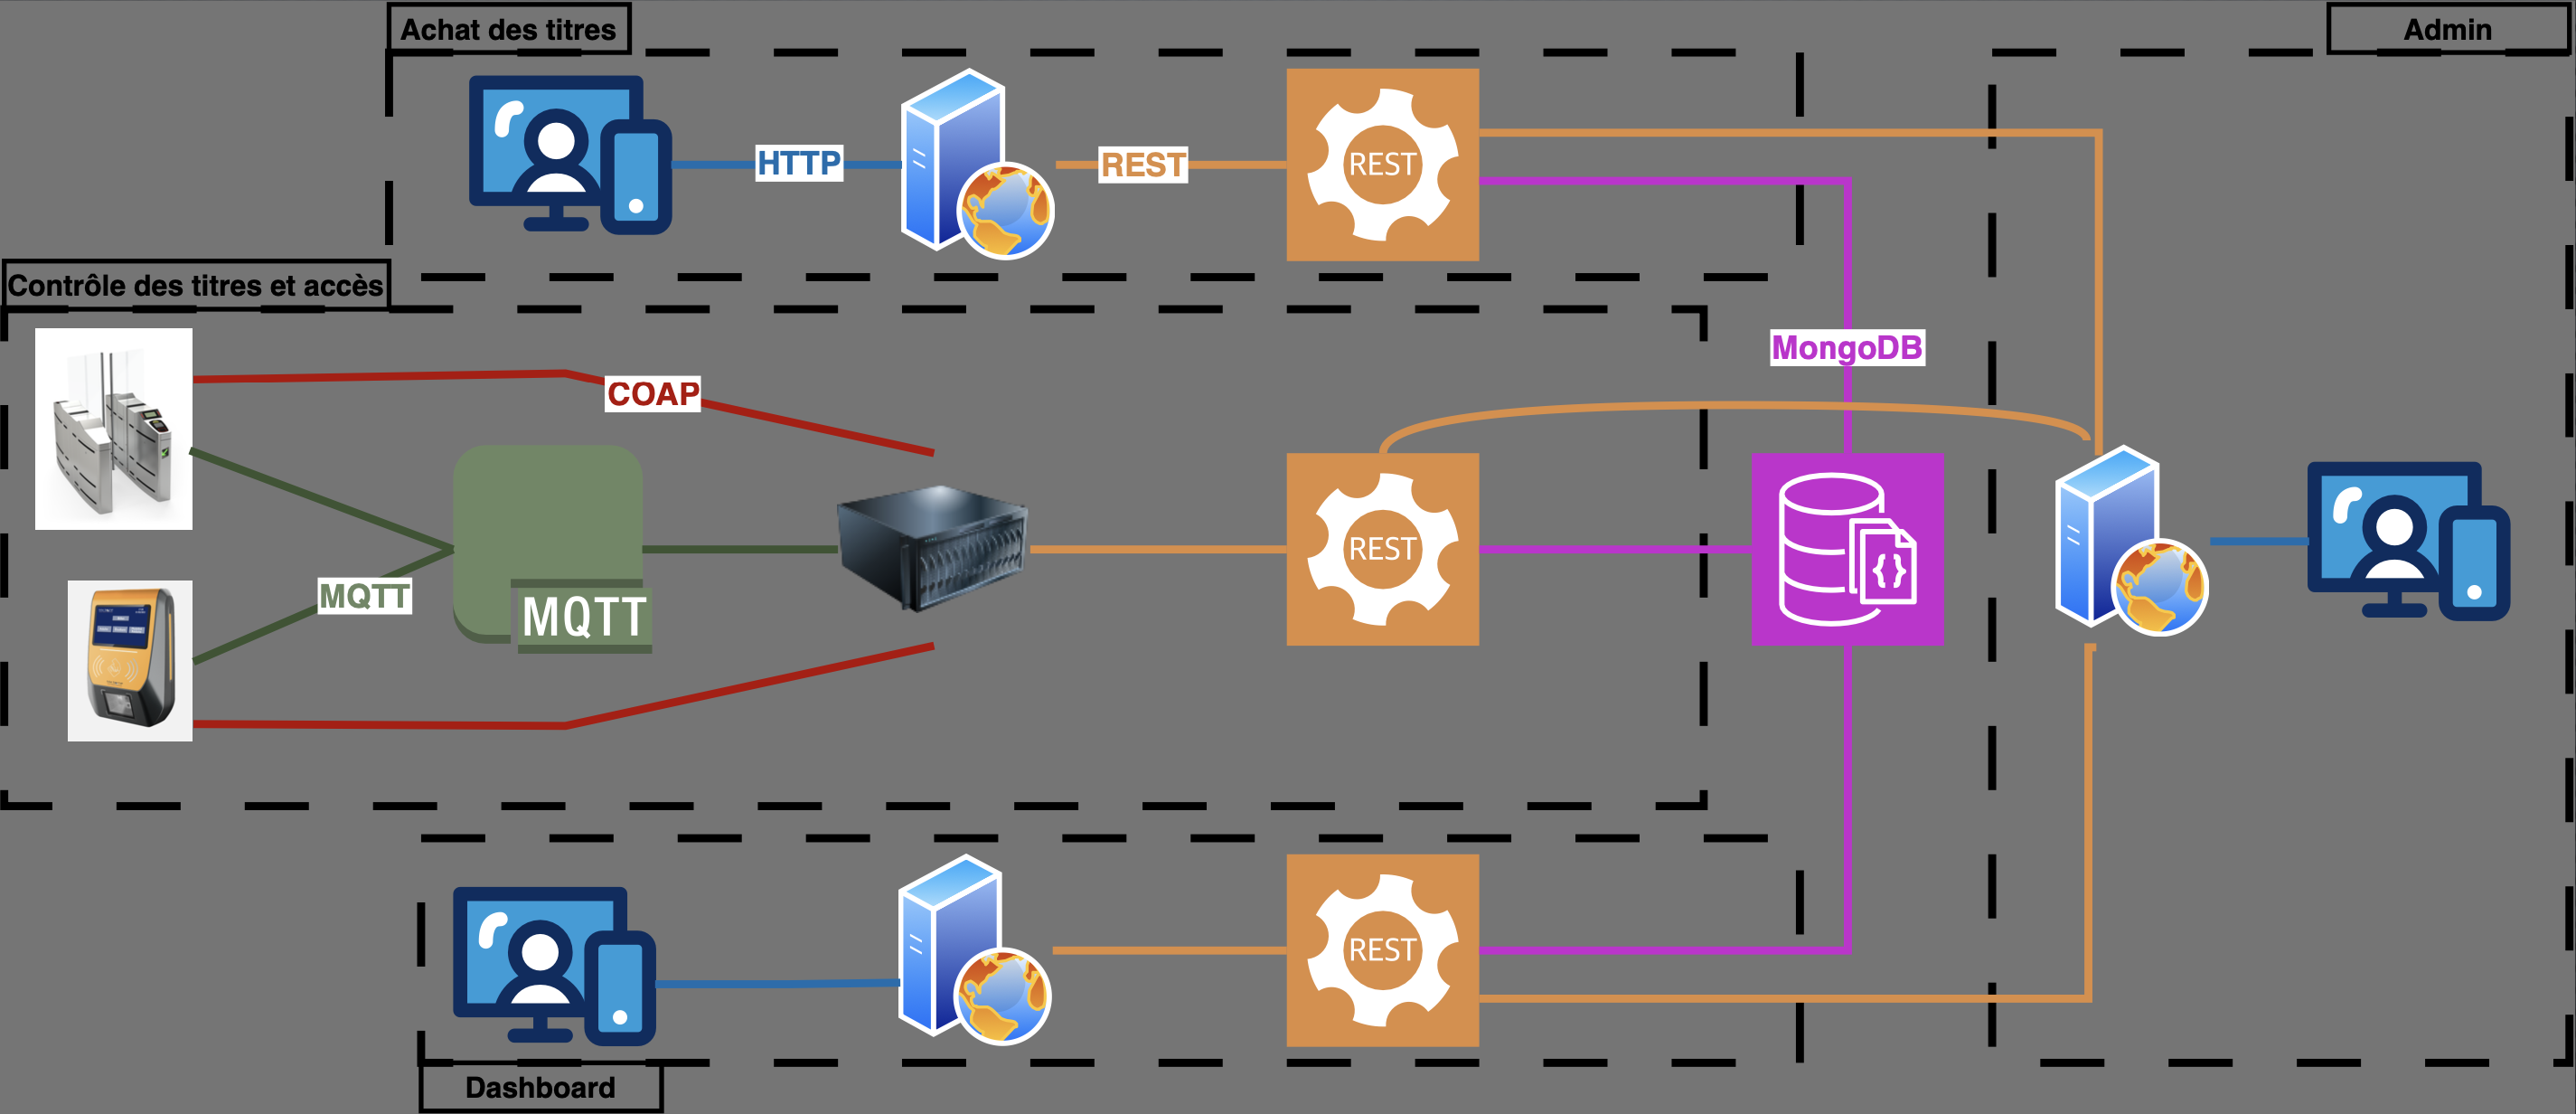 Achat des titres
Admin
HTTP
REST
REST
Contrôle des titres et accès
MongoDB
COAP
MQTT
MQTT
REST
{}
REST
Dashboard